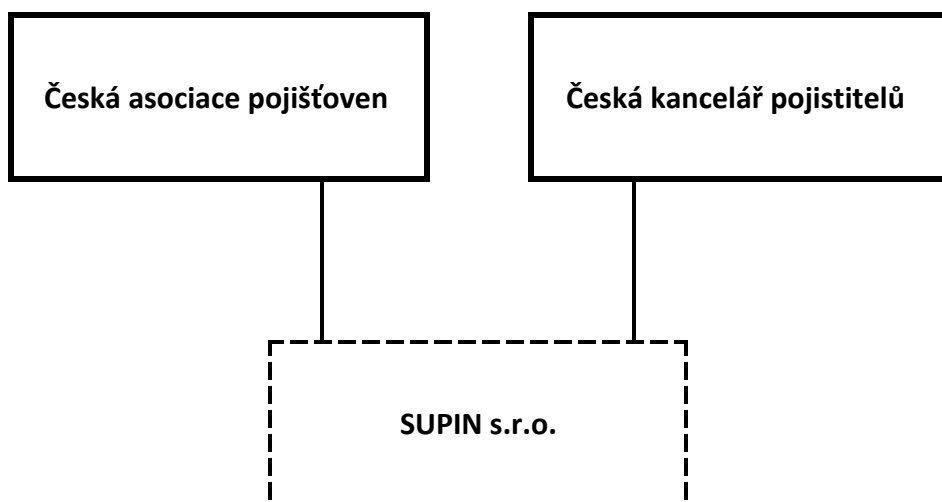 Česká asociace pojišťoven
Česká kancelář pojistitelů
SUPIN s.r.o.